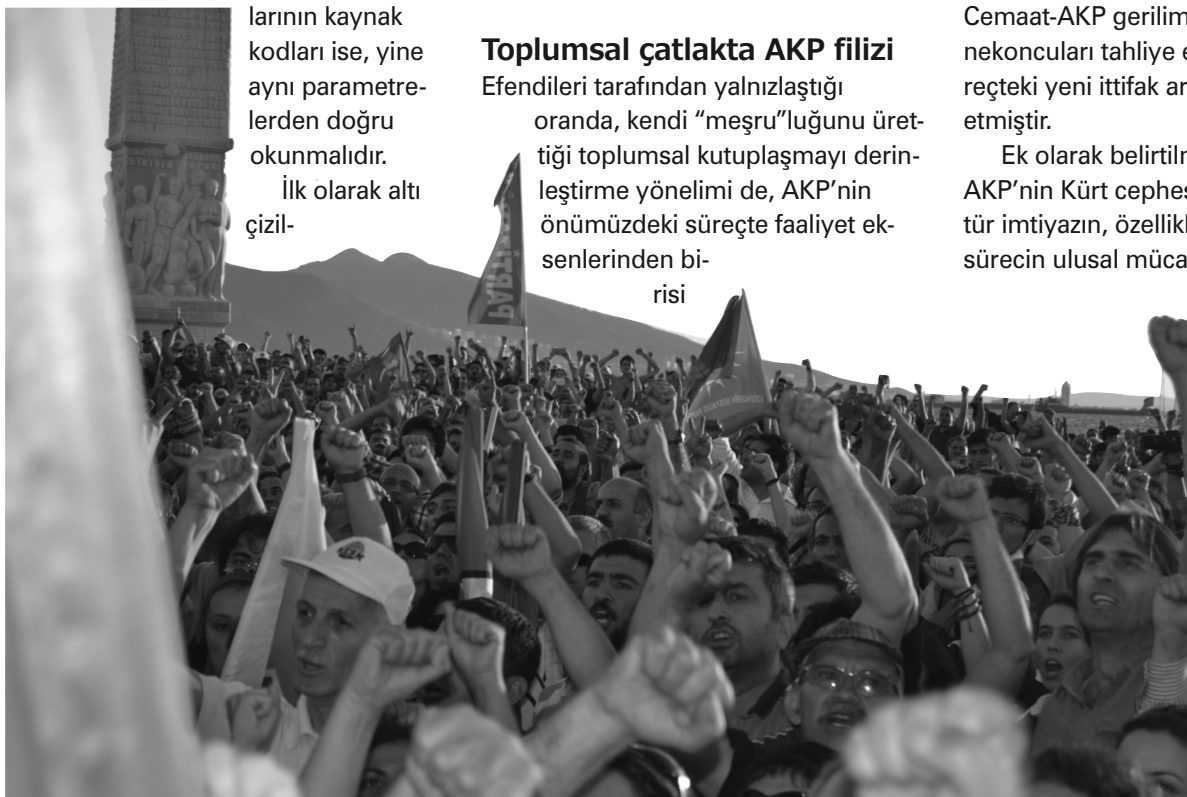 larının kaynak
kodları ise, yine
aynı parametre-
lerden doğru
okunmalıdır.
İlk olarak altı
çizil-
Toplumsal çatlakta AKP filizi
Efendileri tarafından yalnızlaştığı
oranda, kendi “meşru”luğunu üret-
tiği toplumsal kutuplaşmayı derin-
leştirme yönelimi de, AKP’nin
önümüzdeki süreçte faaliyet ek-
senlerinden bi-
risi
Cemaat-AKP gerilim
nekoncuları tahliye e
reçteki yeni ittifak ar
etmiştir.
Ek olarak belirtil
AKP’nin Kürt cephes
tür imtiyazın, özellikl
sürecin ulusal müca